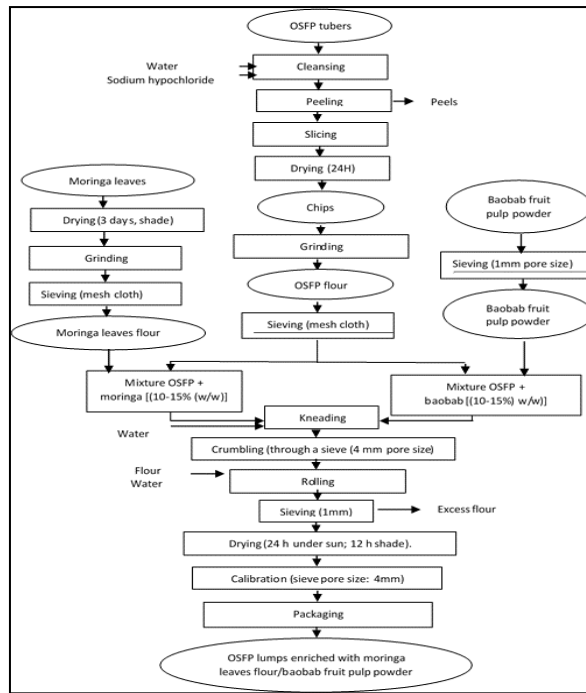 OSFP tubers
Water
Sodium hypochloride
Cleansing
Peeling
Peels
Slicing
Drying (24H)
Moringa leaves
Chips
Baobab fruit
pulp powder
Drying (3 days, shade)
Grinding
Grinding
Sieving (1mm pore size)
Sieving (mesh cloth)
OSFP flour
Baobab fruit
pulp powder
Moringa leaves flour
Sieving (mesh cloth)
Mixture OSFP +
moringa [(10-15% (w/w)]
Mixture OSFP +
baobab [(10-15%) w/w)]
Kneading
Water
Crumbling (through a sieve (4 mm pore size)
Flour
Water
Rolling
Sieving (1mm)
Excess flour
Drying (24 h under sun; 12 h shade).
Calibration (sieve pore size: 4mm)
Packaging
OSFP lumps enriched with moringa
leaves flour/baobab fruit pulp powder